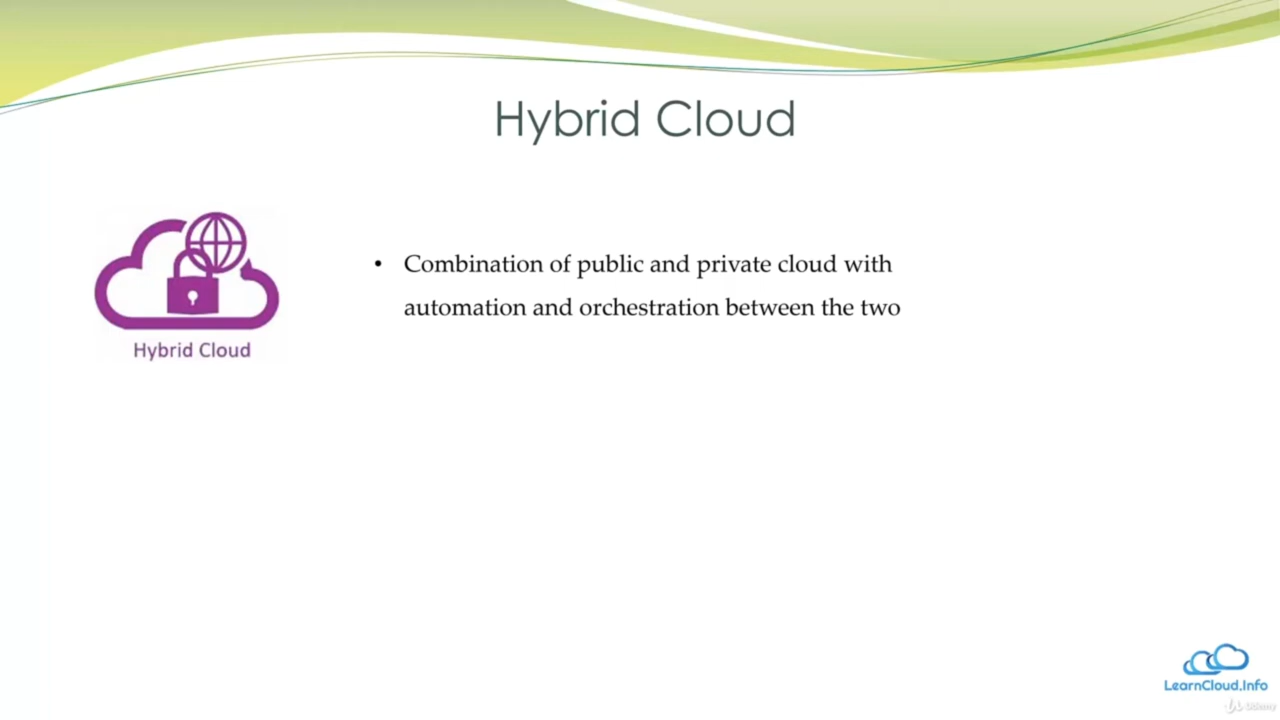 Hybrid Cloud
Hybrid Cloud
• Combination of public and private cloud with
automation and orchestration between the two
LearnCloud.Info
Udemy